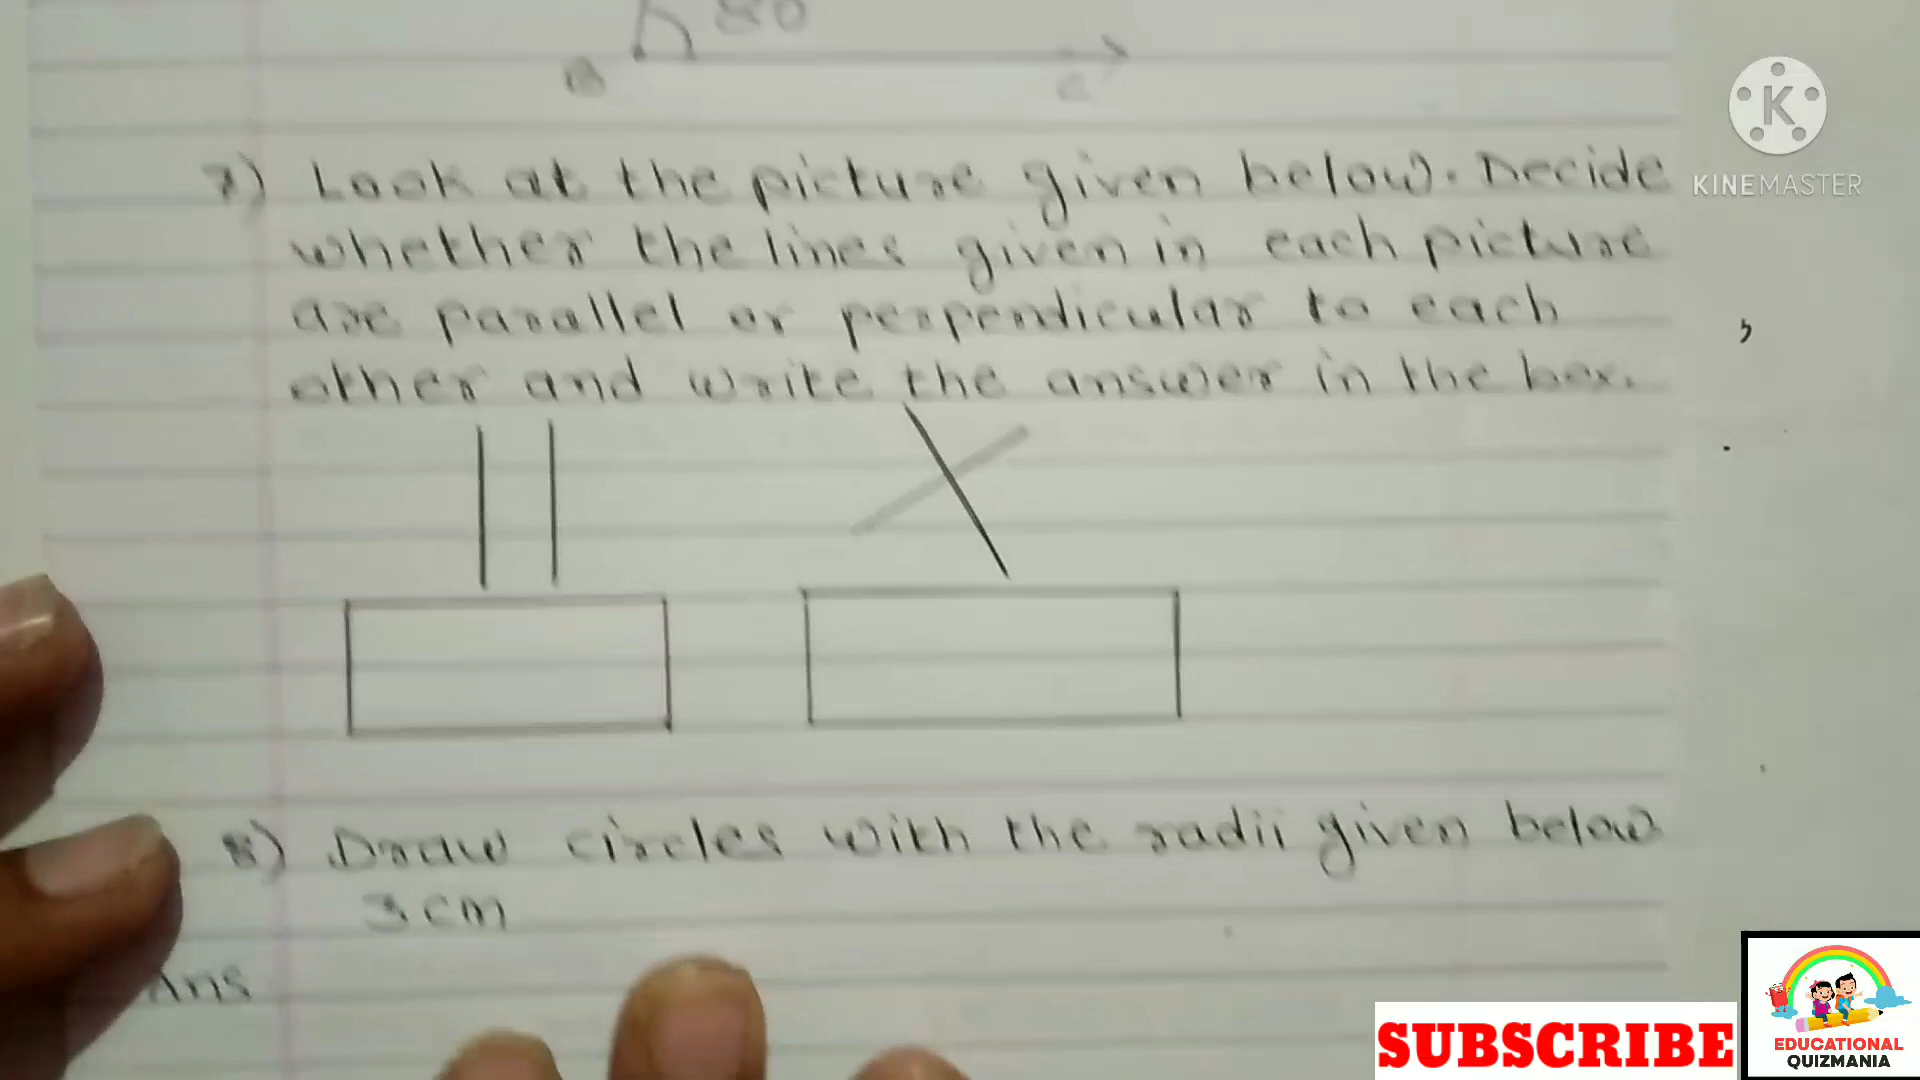 80
B
C
7) Look at the picture given below. Decide
whether the lines given in each picture
are parallel or perpendicular to each
other and write the answer in the box.
8) Draw circles with the radii given below
3cm
Ans
K
KINEMASTER
SUBSCRIBE
EDUCATIONAL
QUIZMANIA